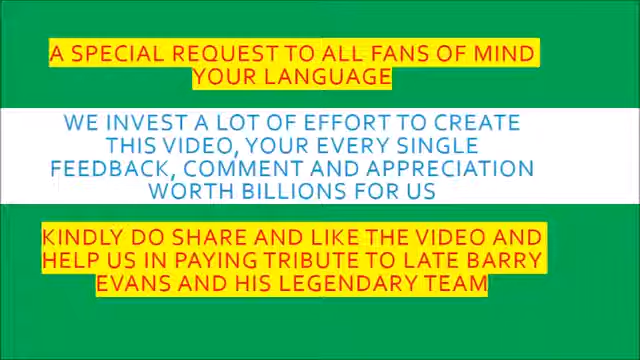 A SPECIAL REQUEST TO ALL FANS OF MIND
YOUR LANGUAGE
WE INVEST A LOT OF EFFORT TO CREATE
THIS VIDEO, YOUR EVERY SINGLE
FEEDBACK, COMMENT AND APPRECIATION
WORTH BILLIONS FOR US
KINDLY DO SHARE AND LIKE THE VIDEO AND
HELP US IN PAYING TRIBUTE TO LATE BARRY
EVANS AND HIS LEGENDARY TEAM